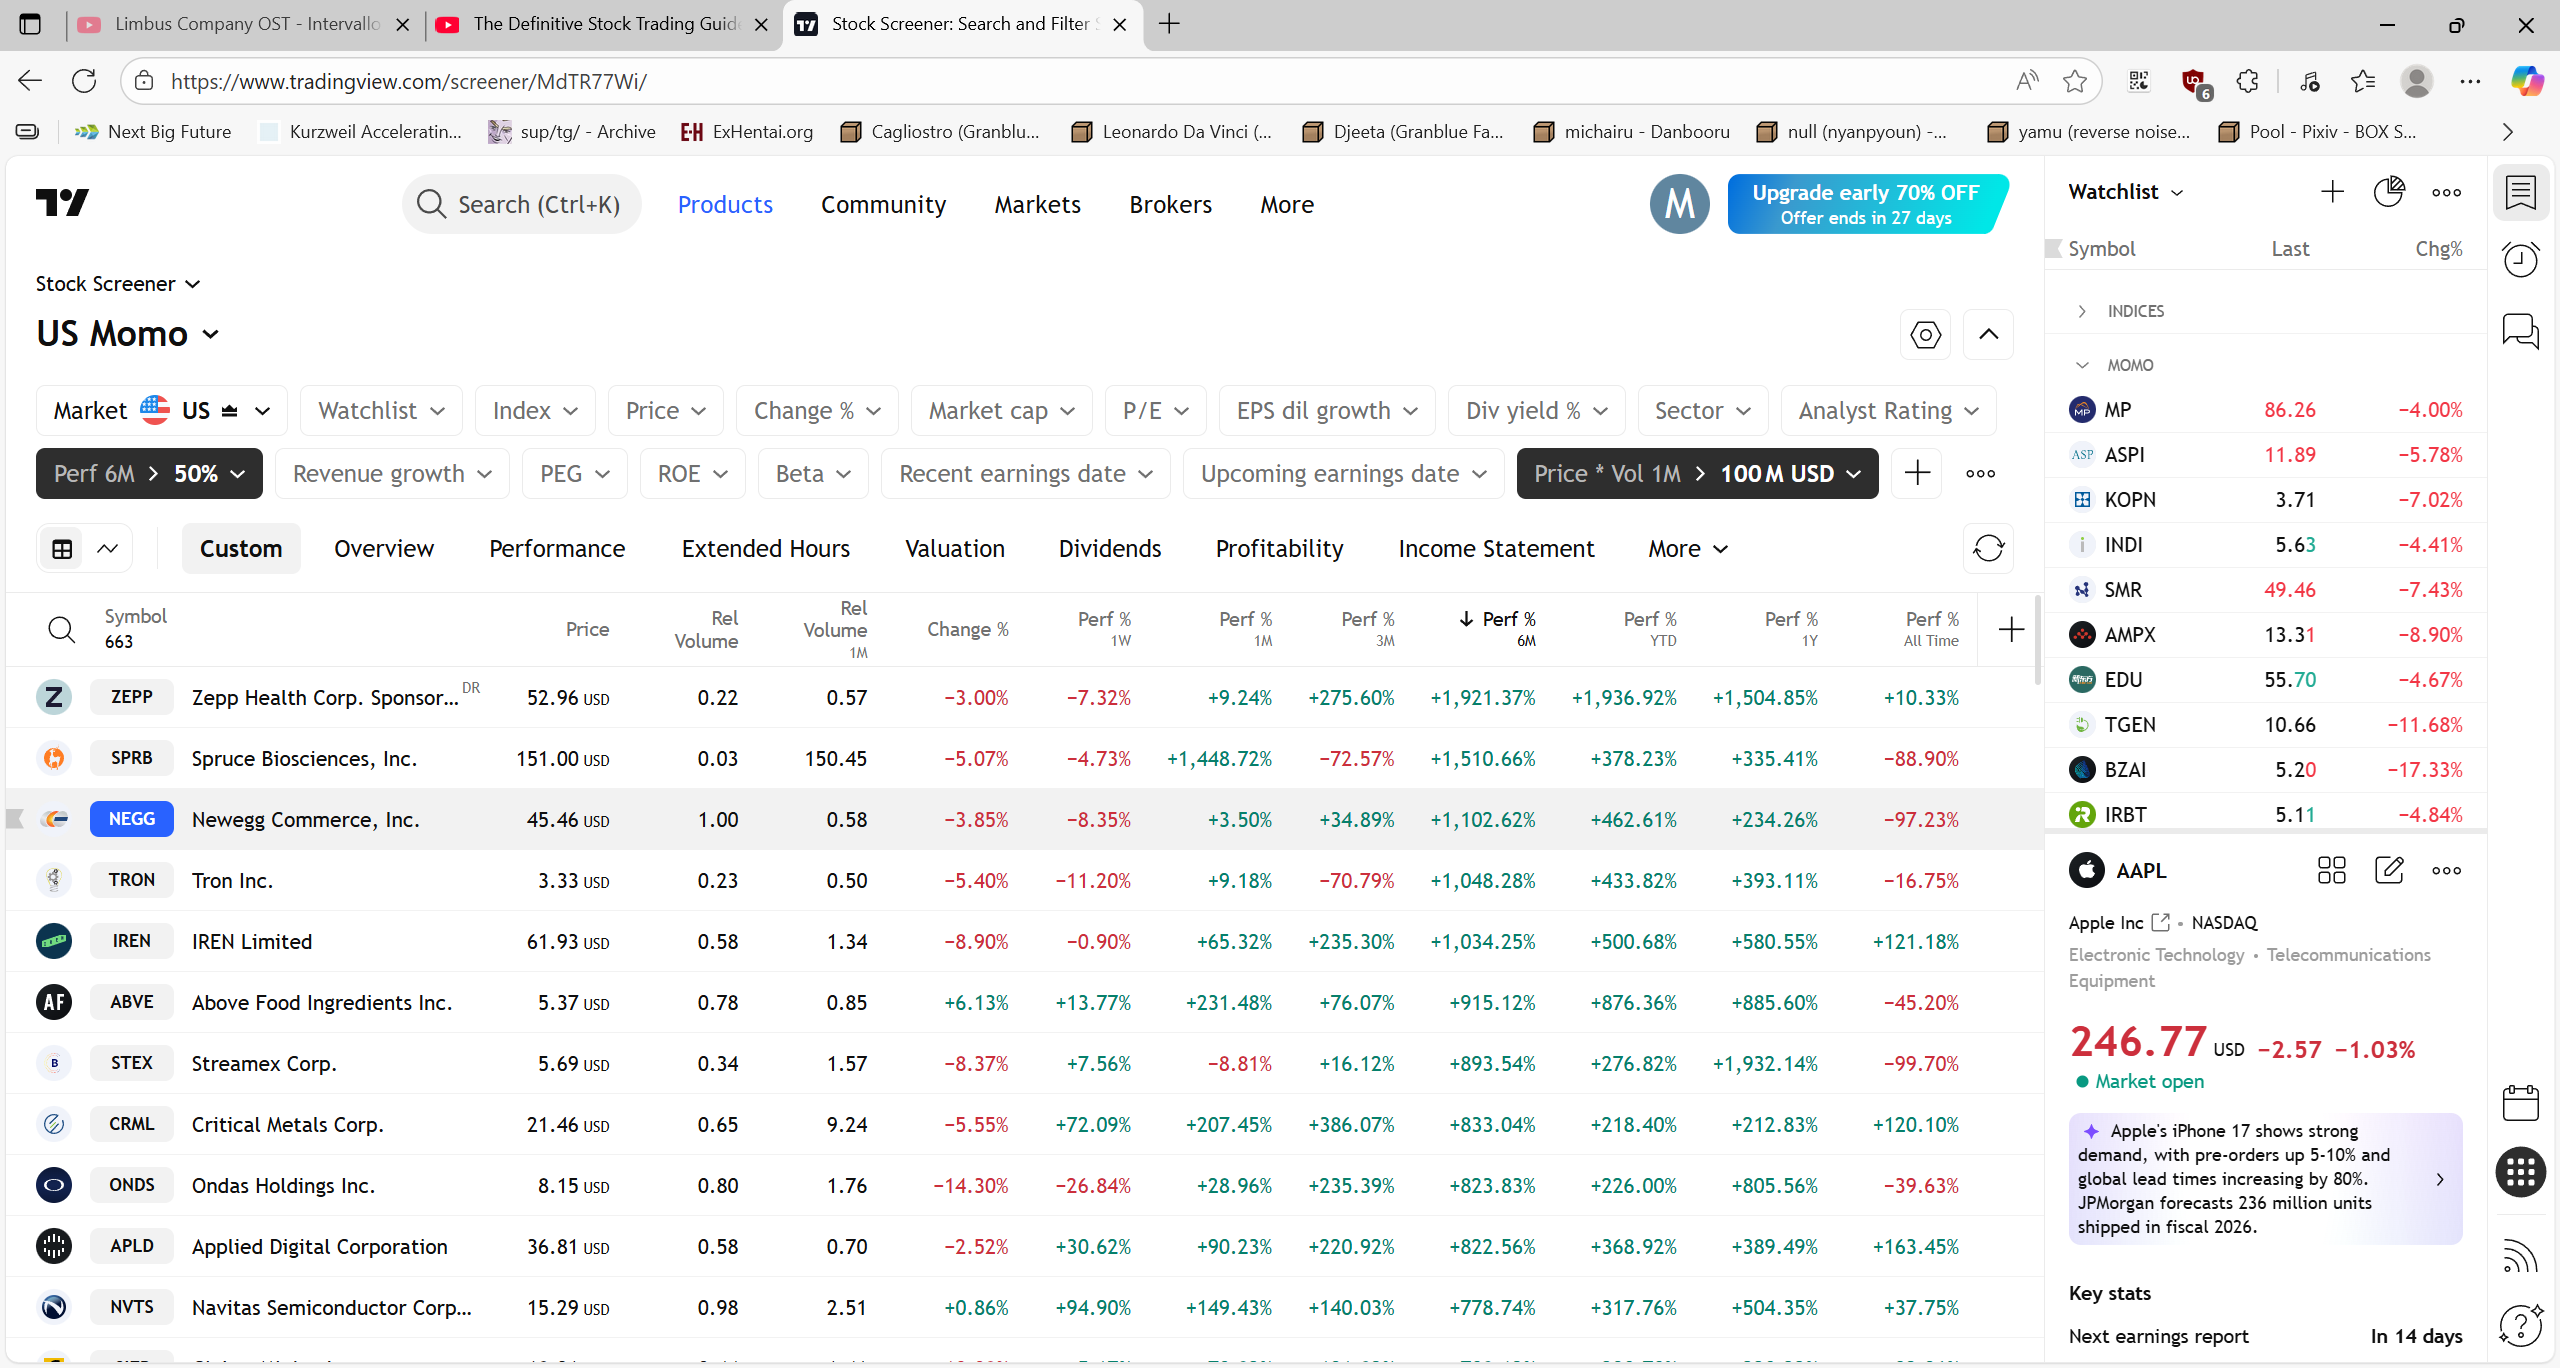 Limbus Company OST - Intervallo
The Definitive Stock Trading Guide
Stock Screener: Search and Filter S
https://www.tradingview.com/screener/MdTR77Wi/
6
Next Big Future
Kurzweil Acceleratin...
sup/tg/ - Archive
E-H ExHentai.org
Cagliostro (Granblu...
Leonardo Da Vinci (...
Djeeta (Granblue Fa...
michairu - Danbooru
null (nyanpyoun) -...
yamu (reverse noise...
Pool - Pixiv - BOX S...
Search (Ctrl+K)
Products
Community
Markets
Brokers
More
M
Upgrade early 70% OFF
Offer ends in 27 days
Stock Screener
US Momo
Market US Watchlist Index Price Change % Market cap P/E EPS dil growth Div yield % Sector Analyst Rating
Perf 6M > 50% Revenue growth PEG ROE Beta Recent earnings date Upcoming earnings date Price * Vol 1M > 100 M USD
Custom Overview Performance Extended Hours Valuation Dividends Profitability Income Statement More
Symbol 663 Price Rel Volume Rel Volume 1M Change % Perf % 1W Perf % 1M Perf % 3M Perf % 6M Perf % YTD Perf % 1Y Perf % All Time
Z ZEPP Zepp Health Corp. Sponsor... DR 52.96 USD 0.22 0.57 −3.00% −7.32% +9.24% +275.60% +1,921.37% +1,936.92% +1,504.85% +10.33%
SPRB Spruce Biosciences, Inc. 151.00 USD 0.03 150.45 −5.07% −4.73% +1,448.72% −72.57% +1,510.66% +378.23% +335.41% −88.90%
NEGG Newegg Commerce, Inc. 45.46 USD 1.00 0.58 −3.85% −8.35% +3.50% +34.89% +1,102.62% +462.61% +234.26% −97.23%
TRON Tron Inc. 3.33 USD 0.23 0.50 −5.40% −11.20% +9.18% −70.79% +1,048.28% +433.82% +393.11% −16.75%
IREN IREN Limited 61.93 USD 0.58 1.34 −8.90% −0.90% +65.32% +235.30% +1,034.25% +500.68% +580.55% +121.18%
AF ABVE Above Food Ingredients Inc. 5.37 USD 0.78 0.85 +6.13% +13.77% +231.48% +76.07% +915.12% +876.36% +885.60% −45.20%
B STEX Streamex Corp. 5.69 USD 0.34 1.57 −8.37% +7.56% −8.81% +16.12% +893.54% +276.82% +1,932.14% −99.70%
CRML Critical Metals Corp. 21.46 USD 0.65 9.24 −5.55% +72.09% +207.45% +386.07% +833.04% +218.40% +212.83% +120.10%
ONDS Ondas Holdings Inc. 8.15 USD 0.80 1.76 −14.30% −26.84% +28.96% +235.39% +823.83% +226.00% +805.56% −39.63%
APLD Applied Digital Corporation 36.81 USD 0.58 0.70 −2.52% +30.62% +90.23% +220.92% +822.56% +368.92% +389.49% +163.45%
NVTS Navitas Semiconductor Corp... 15.29 USD 0.98 2.51 +0.86% +94.90% +149.43% +140.03% +778.74% +317.76% +504.35% +37.75%
Watchlist
Symbol Last Chg%
INDICES
MOMO
MP MP 86.26 −4.00%
ASP ASPI 11.89 −5.78%
KOPN 3.71 −7.02%
i INDI 5.63 −4.41%
SMR 49.46 −7.43%
AMPX 13.31 −8.90%
EDU 55.70 −4.67%
TGEN 10.66 −11.68%
BZAI 5.20 −17.33%
IRBT 5.11 −4.84%
AAPL
Apple Inc • NASDAQ
Electronic Technology • Telecommunications
Equipment
246.77 USD −2.57 −1.03%
Market open
Apple's iPhone 17 shows strong
demand, with pre-orders up 5-10% and
global lead times increasing by 80%.
JPMorgan forecasts 236 million units
shipped in fiscal 2026.
Key stats
Next earnings report In 14 days